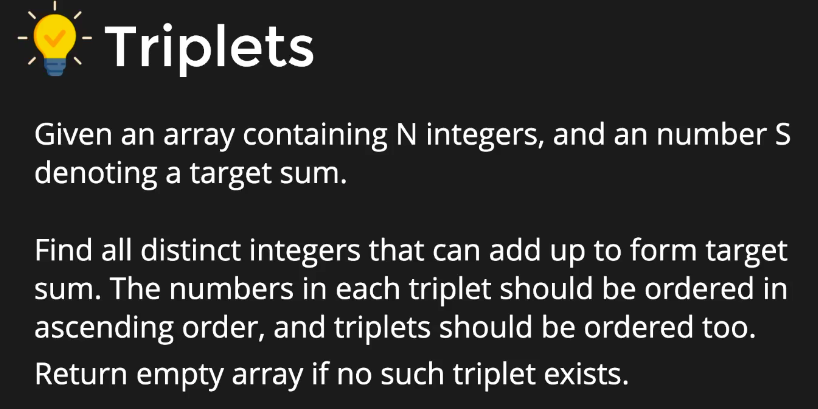 Triplets
Given an array containing N integers, and an number S
denoting a target sum.
Find all distinct integers that can add up to form target
sum. The numbers in each triplet should be ordered in
ascending order, and triplets should be ordered too.
Return empty array if no such triplet exists.